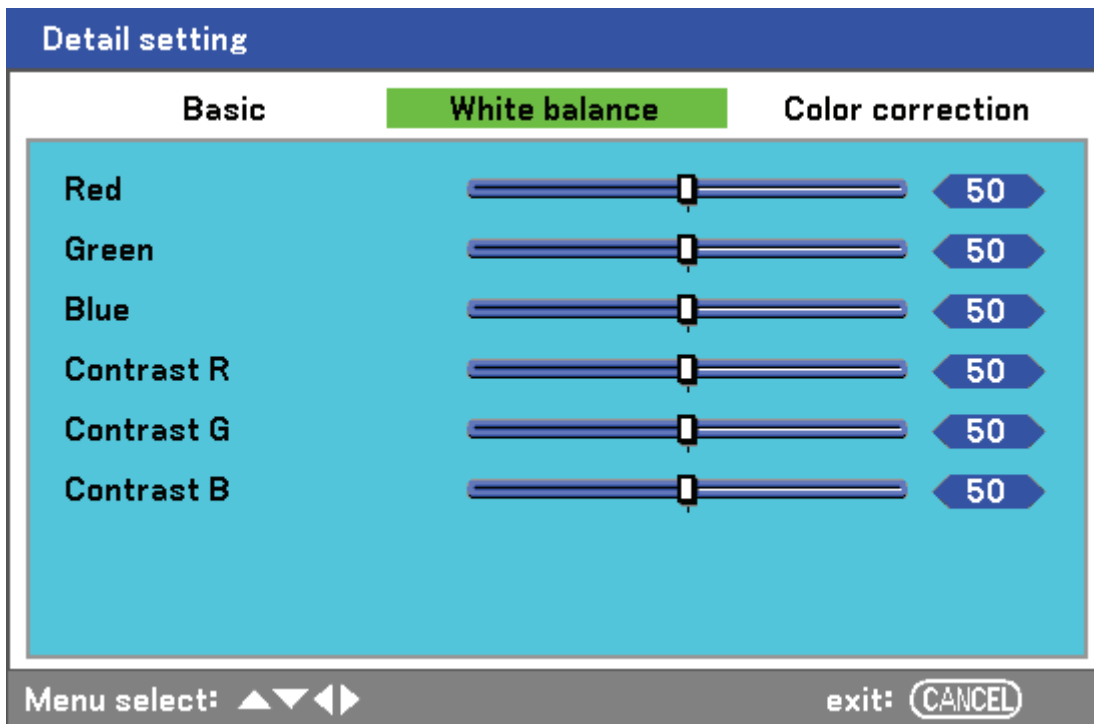 Detail setting
Basic White balance Color correction
Red 50
Green 50
Blue 50
Contrast R 50
Contrast G 50
Contrast B 50
Menu select: ▲▼◀▶ exit: CANCEL